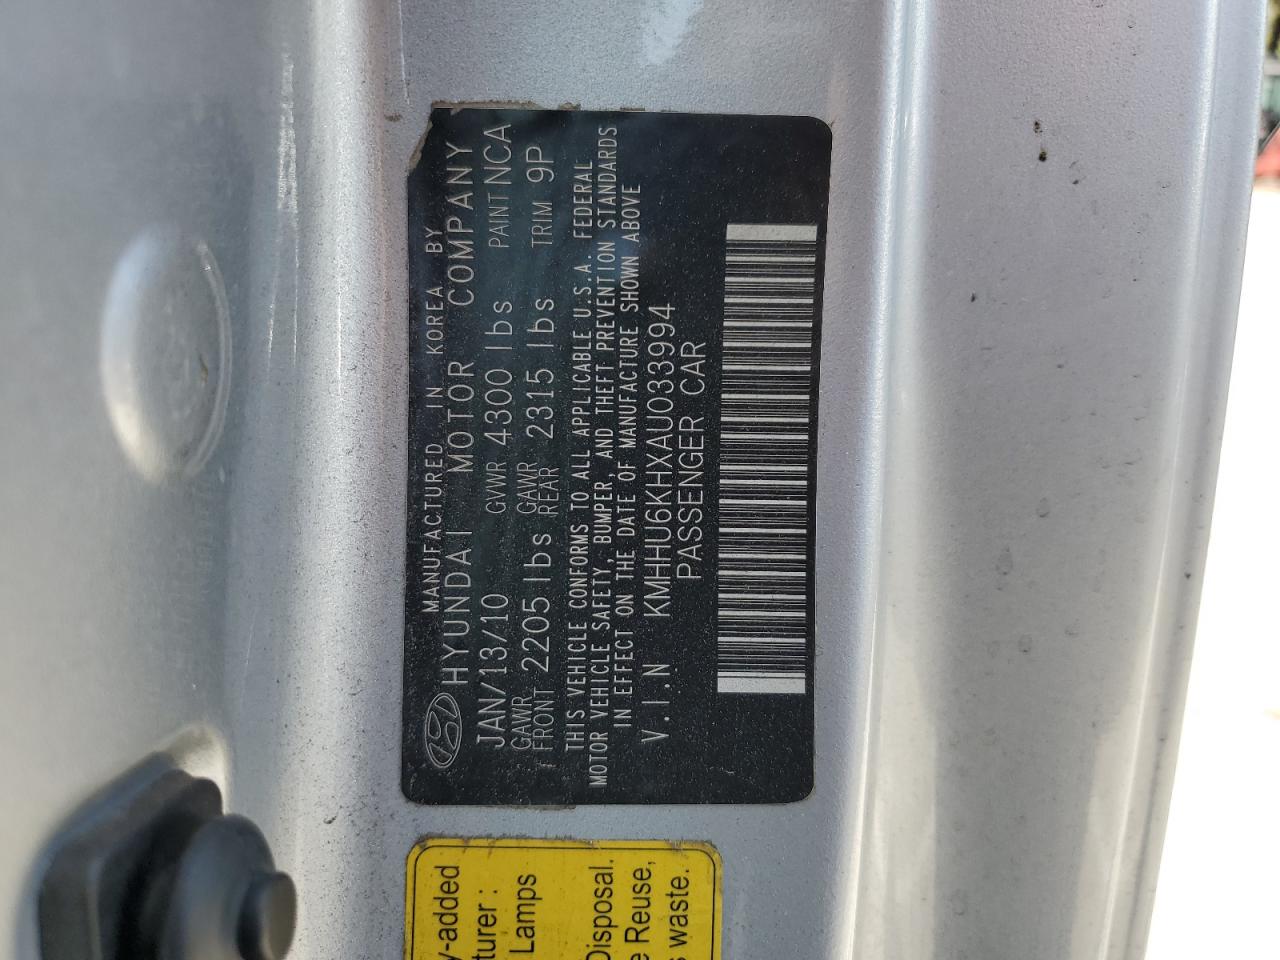 MANUFACTURED IN KOREA BY
HYUNDAI MOTOR COMPANY
JAN/13/10 GVWR 4300 lbs PAINT NCA
GAWR FRONT 2205 lbs GAWR REAR 2315 lbs TRIM 9P
THIS VEHICLE CONFORMS TO ALL APPLICABLE U.S.A. FEDERAL
MOTOR VEHICLE SAFETY, BUMPER, AND THEFT PREVENTION STANDARDS
IN EFFECT ON THE DATE OF MANUFACTURE SHOWN ABOVE
V.I.N KMHHU6KHXAU033994
PASSENGER CAR
y-added
turer :
Lamps
Disposal.
e Reuse,
s waste.